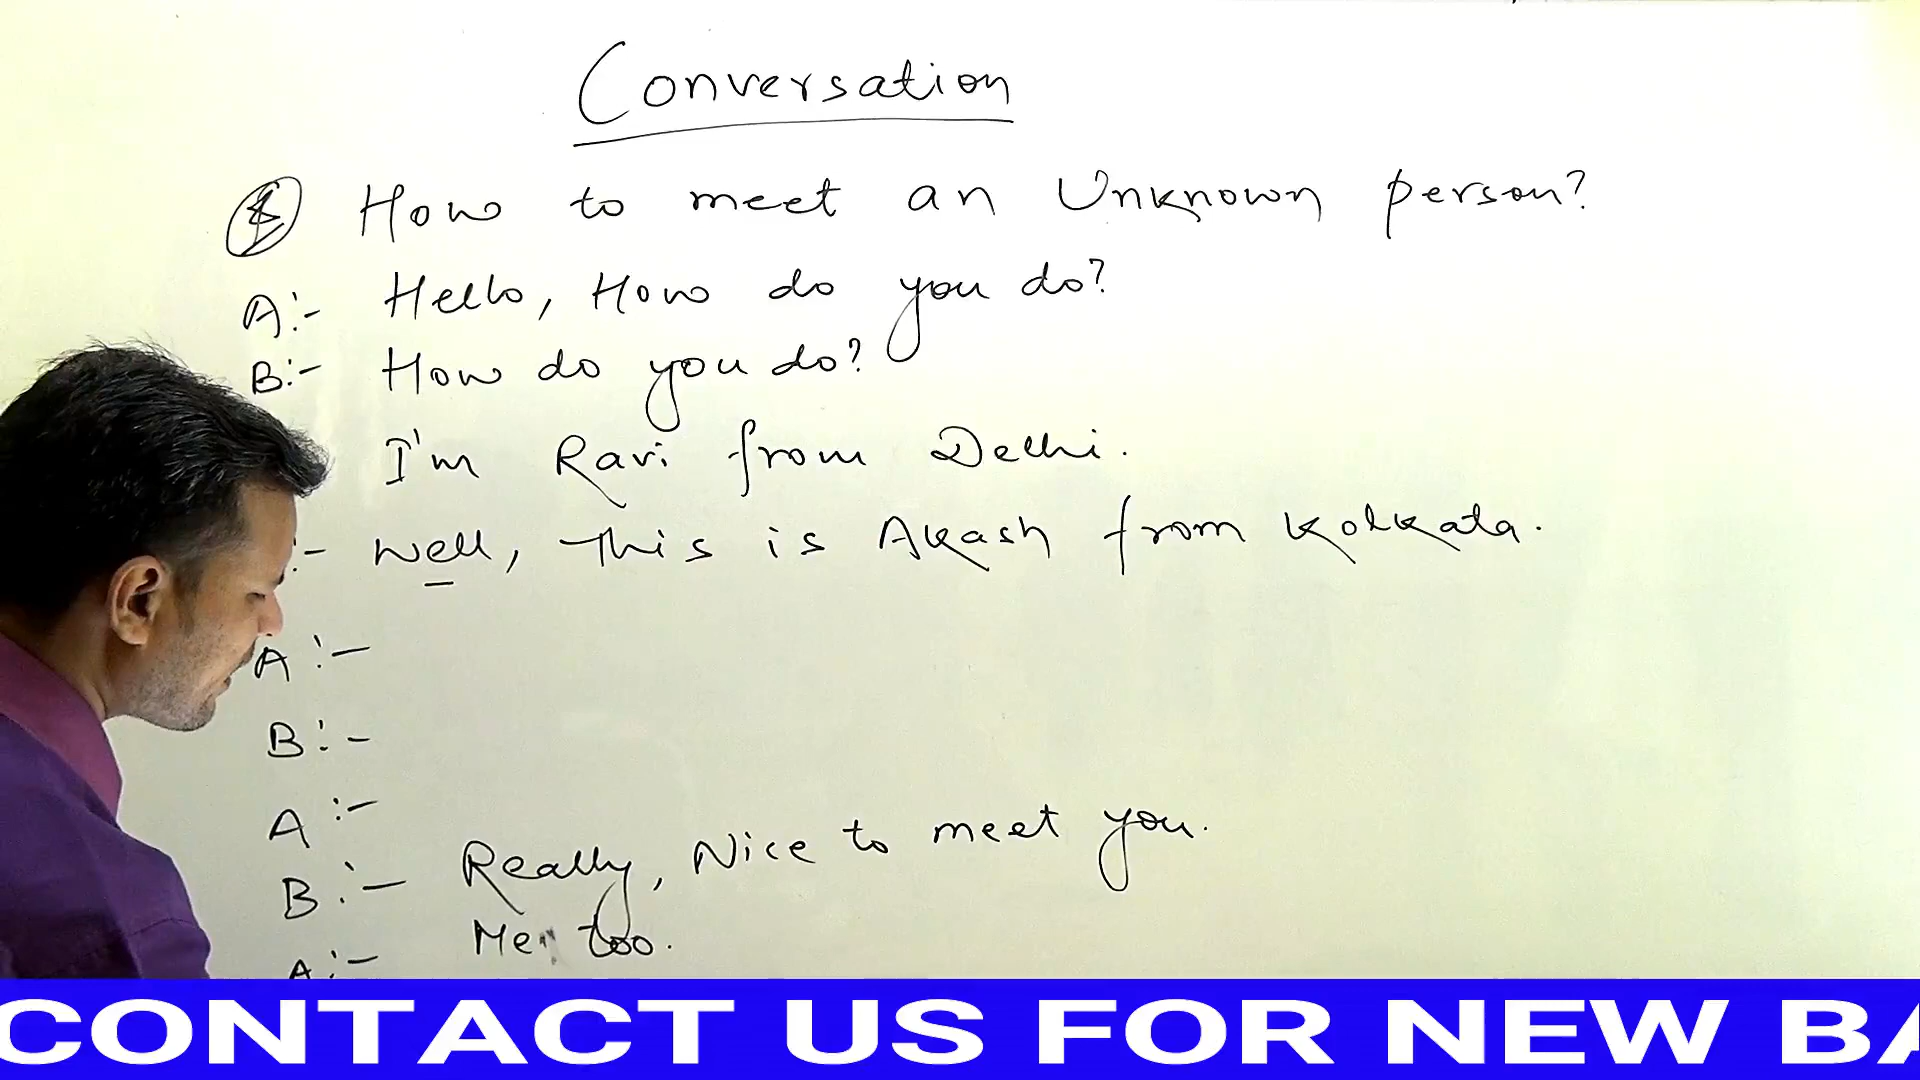 Conversation
① How to meet an Unknown person?
A:- Hello, How do you do?
B:- How do you do?
I'm Ravi from Delhi.
:- Well, This is Akash from Kolkata.
A:-
B:-
A:-
B:- Really, Nice to meet you.
A:- Me too.
CONTACT US FOR NEW BA